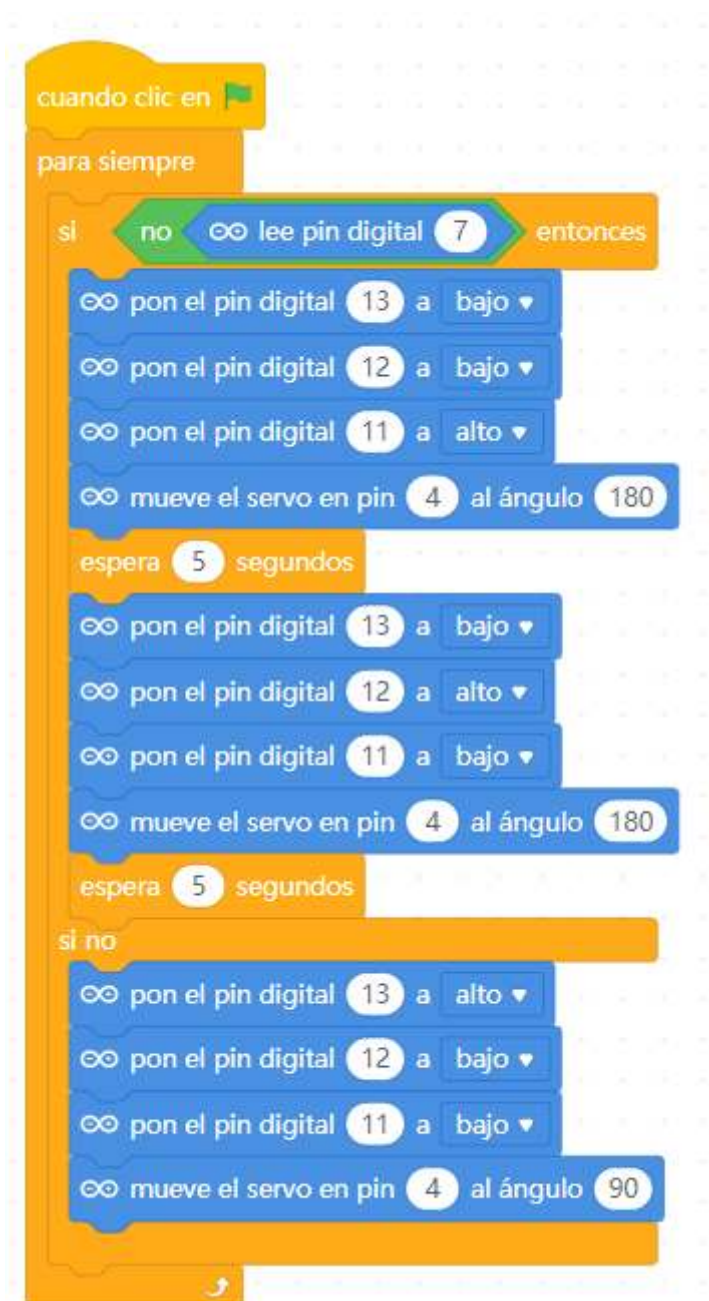 cuando clic en
para siempre
si no lee pin digital 7 entonces
pon el pin digital 13 a bajo
pon el pin digital 12 a bajo
pon el pin digital 11 a alto
mueve el servo en pin 4 al ángulo 180
espera 5 segundos
pon el pin digital 13 a bajo
pon el pin digital 12 a alto
pon el pin digital 11 a bajo
mueve el servo en pin 4 al ángulo 180
espera 5 segundos
si no
pon el pin digital 13 a alto
pon el pin digital 12 a bajo
pon el pin digital 11 a bajo
mueve el servo en pin 4 al ángulo 90